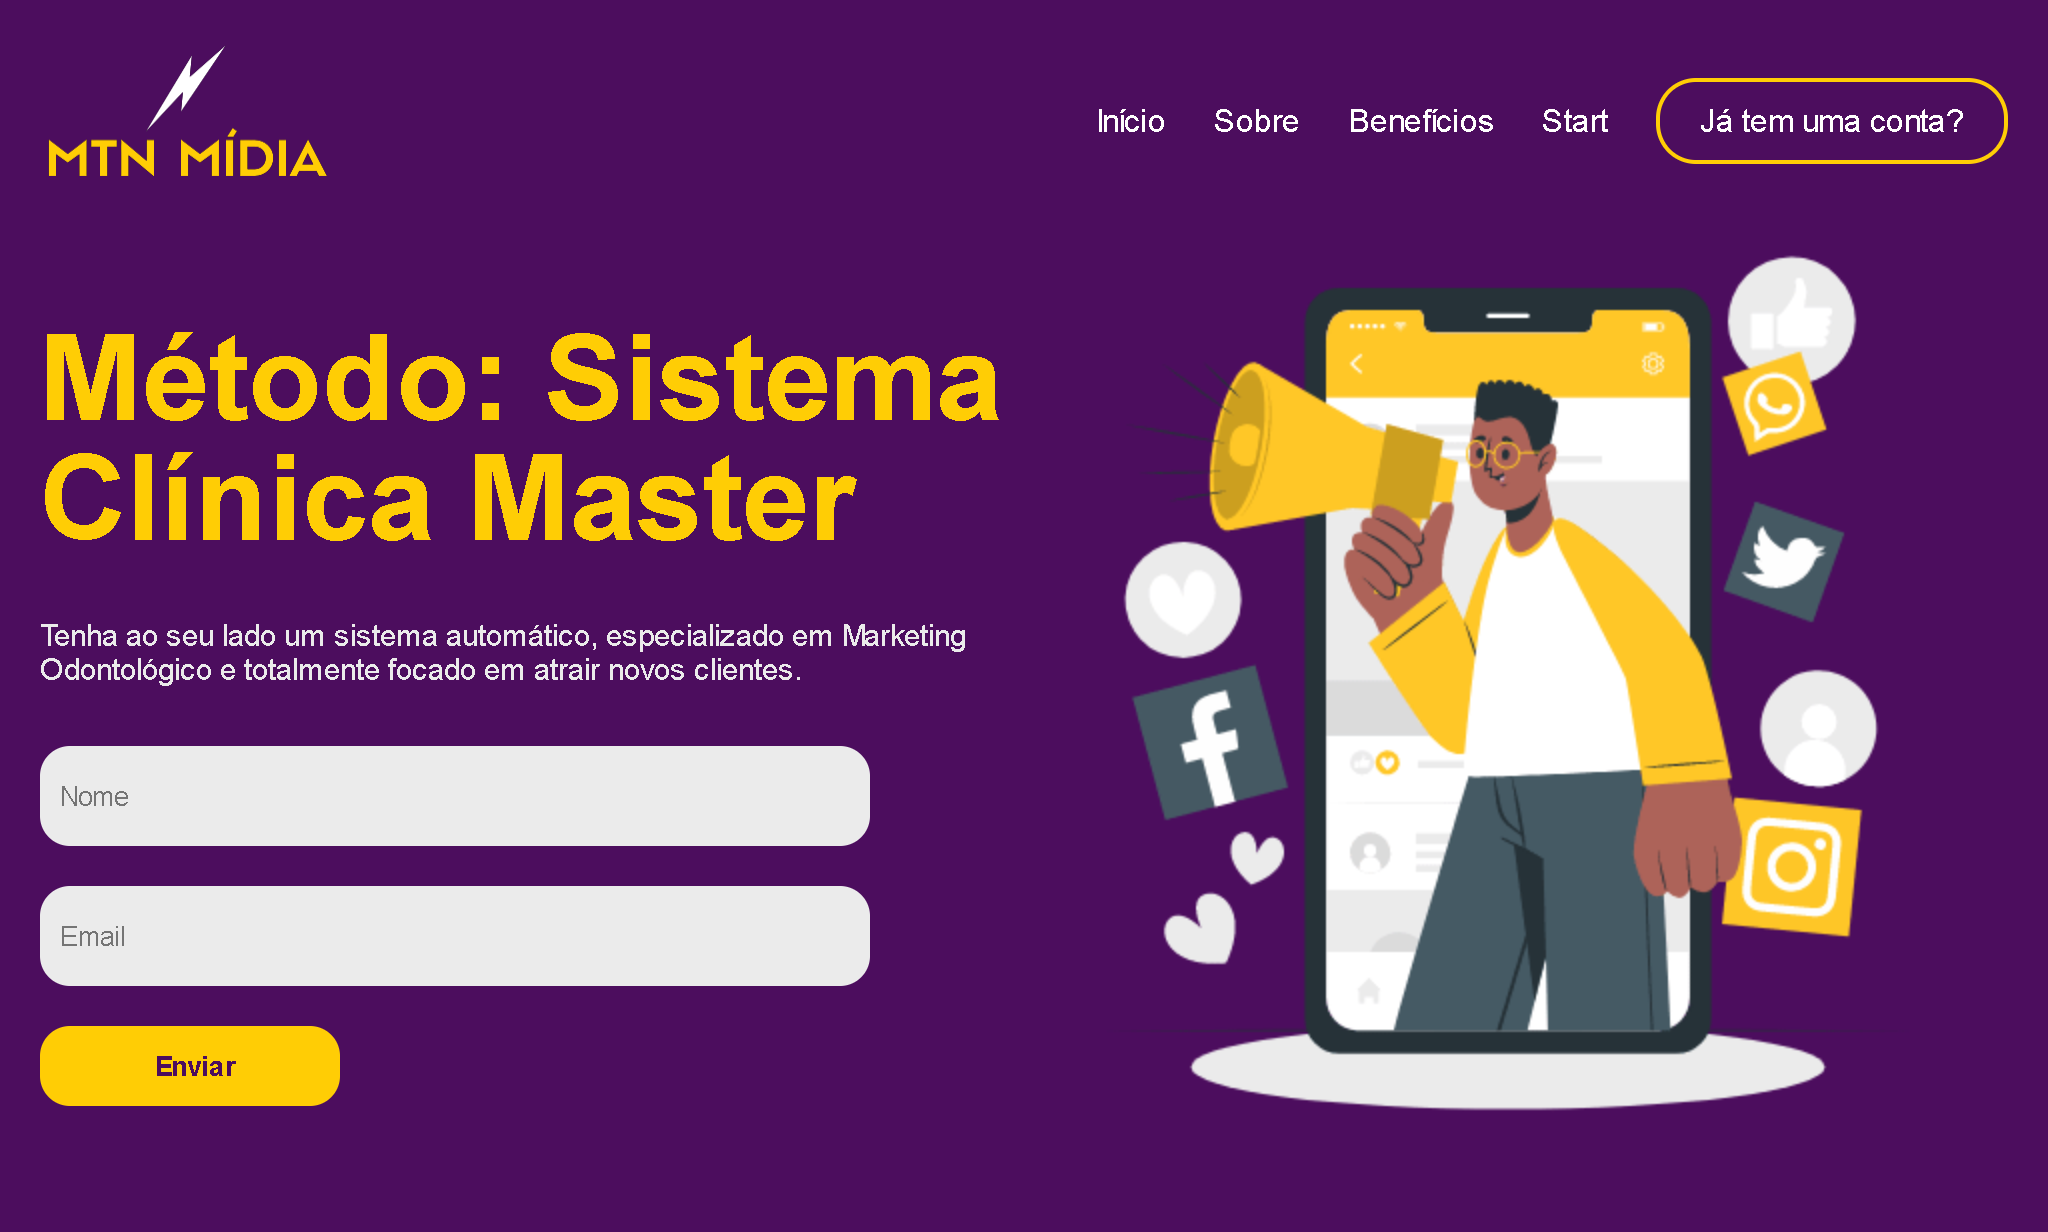 MTN MÍDIA
Início
Sobre
Benefícios
Start
Já tem uma conta?
Método: Sistema
Clínica Master
Tenha ao seu lado um sistema automático, especializado em Marketing
Odontológico e totalmente focado em atrair novos clientes.
Nome
Email
Enviar